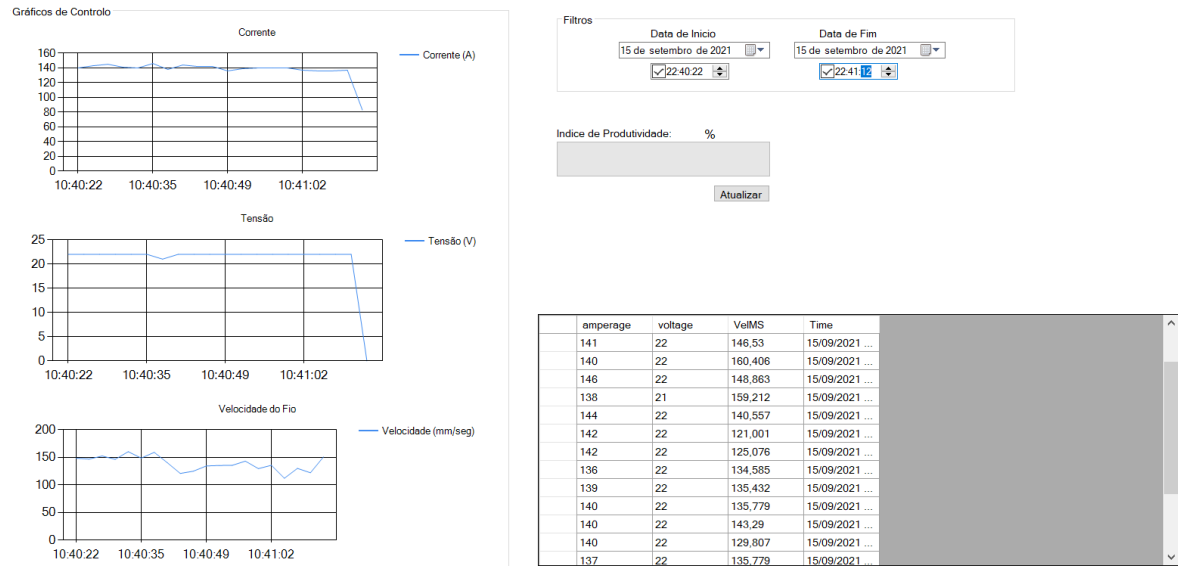 Gráficos de Controlo
Corrente
160
140
120
100
80
60
40
20
0
10:40:22 10:40:35 10:40:49 10:41:02
Corrente (A)
Tensão
25
20
15
10
5
0
10:40:22 10:40:35 10:40:49 10:41:02
Tensão (V)
Velocidade do Fio
200
150
100
50
0
10:40:22 10:40:35 10:40:49 10:41:02
Velocidade (mm/seg)
Filtros
Data de Inicio Data de Fim
15 de setembro de 2021 15 de setembro de 2021
22:40:22 22:41:12
Indice de Produtividade: %
Atualizar
amperage voltage VelMS Time
141 22 146,53 15/09/2021 ...
140 22 160,406 15/09/2021 ...
146 22 148,863 15/09/2021 ...
138 21 159,212 15/09/2021 ...
144 22 140,557 15/09/2021 ...
142 22 121,001 15/09/2021 ...
142 22 125,076 15/09/2021 ...
136 22 134,585 15/09/2021 ...
139 22 135,432 15/09/2021 ...
140 22 135,779 15/09/2021 ...
140 22 143,29 15/09/2021 ...
140 22 129,807 15/09/2021 ...
137 22 135,779 15/09/2021 ...